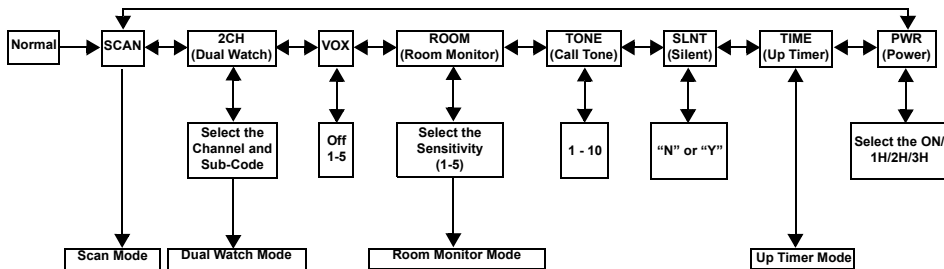 Normal
SCAN
2CH
(Dual Watch)
VOX
ROOM
(Room Monitor)
TONE
(Call Tone)
SLNT
(Silent)
TIME
(Up Timer)
PWR
(Power)
Select the
Channel and
Sub-Code
Off
1-5
Select the
Sensitivity
(1-5)
1 - 10
“N” or “Y”
Select the ON/
1H/2H/3H
Scan Mode
Dual Watch Mode
Room Monitor Mode
Up Timer Mode